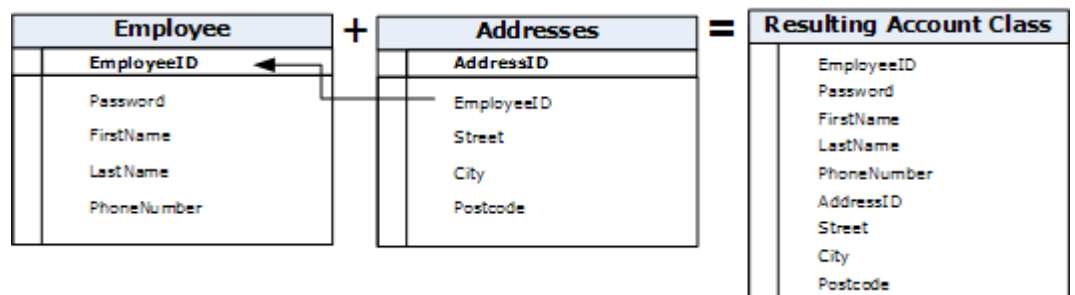 Employee
EmployeeID
Password
FirstName
LastName
PhoneNumber
+
Addresses
AddressID
EmployeeID
Street
City
Postcode
=
Resulting Account Class
EmployeeID
Password
FirstName
LastName
PhoneNumber
AddressID
Street
City
Postcode